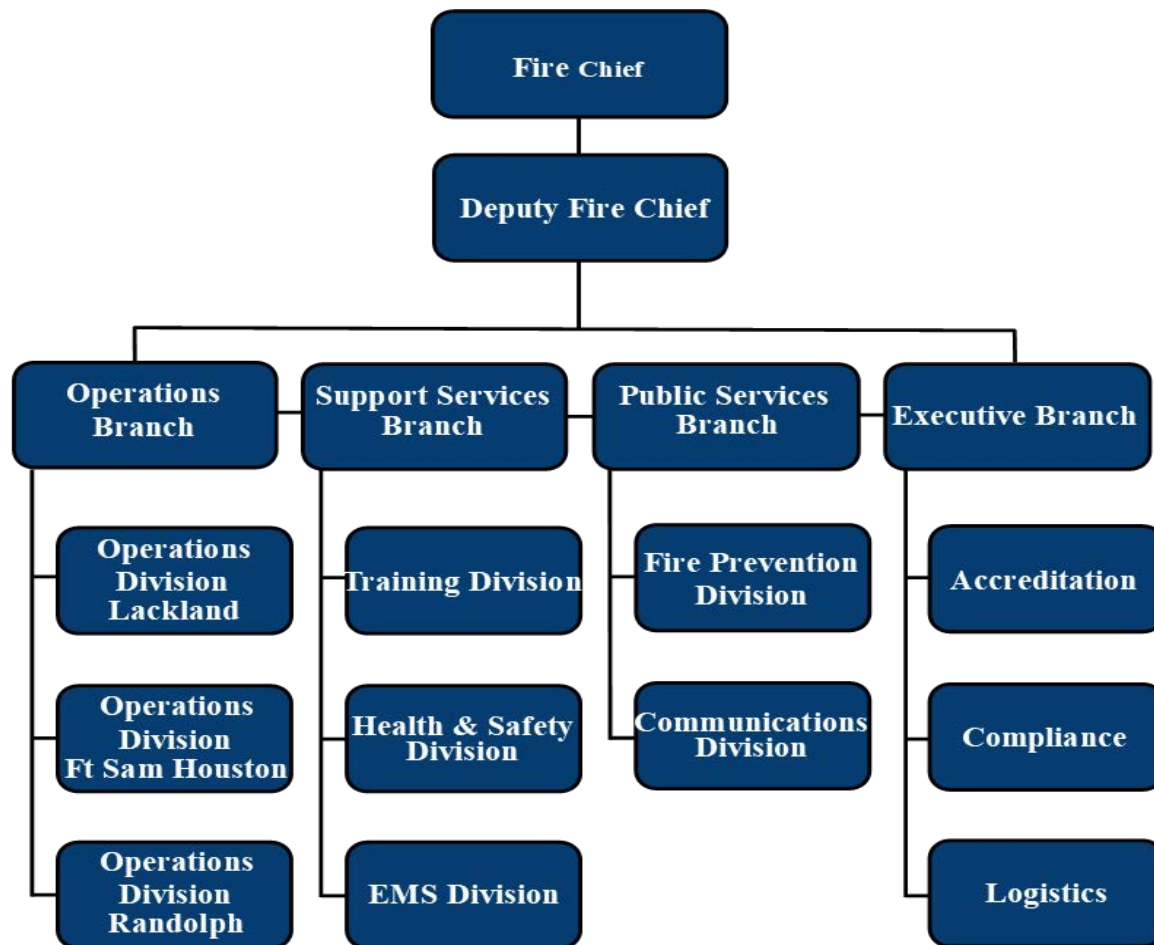 Fire Chief
Deputy Fire Chief
Operations
Branch
Support Services
Branch
Public Services
Branch
Executive Branch
Operations
Division
Lackland
Training Division
Fire Prevention
Division
Accreditation
Operations
Division
Ft Sam Houston
Health & Safety
Division
Communications
Division
Compliance
Operations
Division
Randolph
EMS Division
Logistics